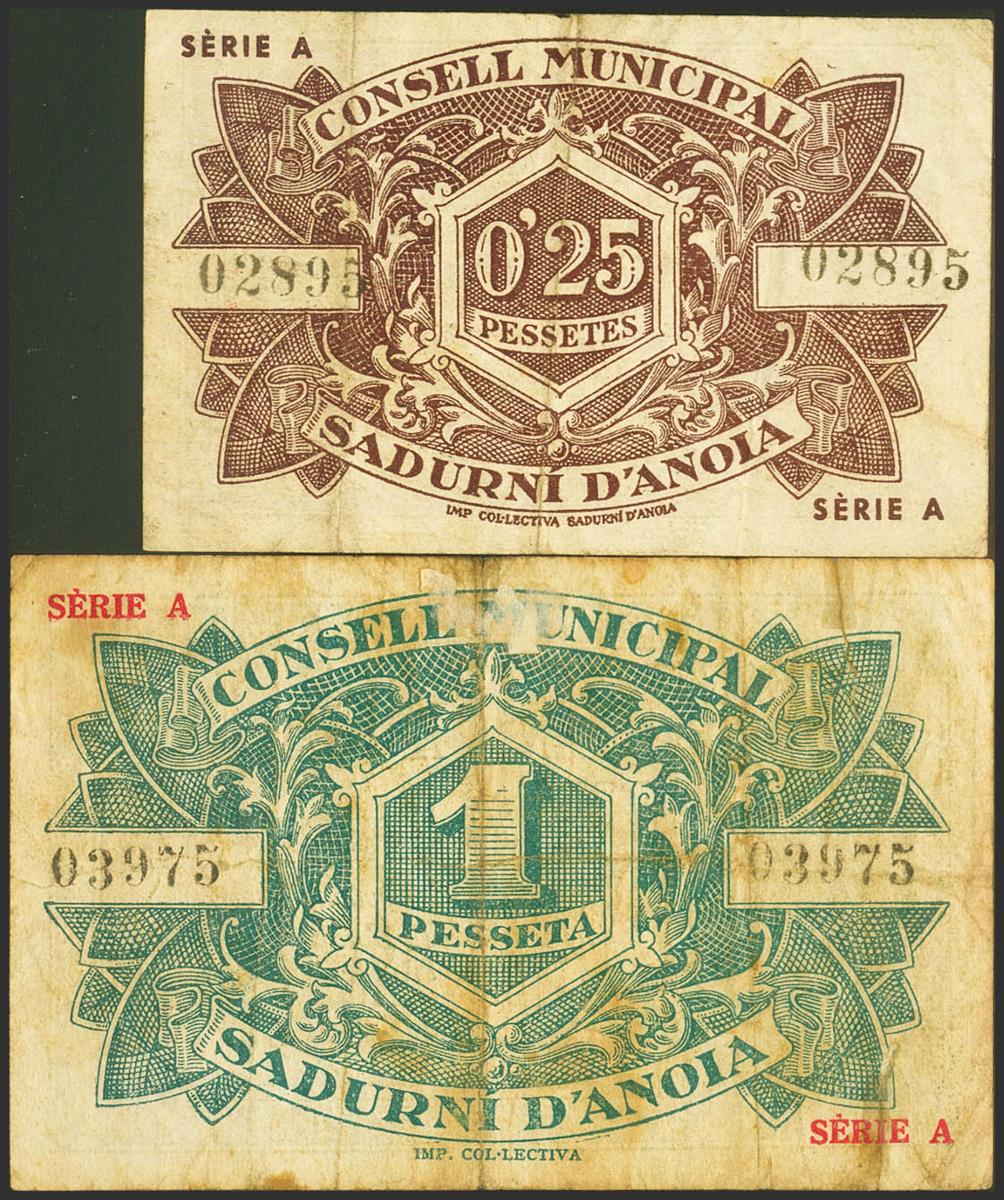 SÈRIE A
CONSELL MUNICIPAL
0'25
PESSETES
02895 02895
SADURNÍ D'ANOIA
IMP COL·LECTIVA SADURNÍ D'ANOIA
SÈRIE A
SÈRIE A
CONSELL MUNICIPAL
1
PESSETA
03975 03975
SADURNÍ D'ANOIA
SÈRIE A
IMP. COL·LECTIVA